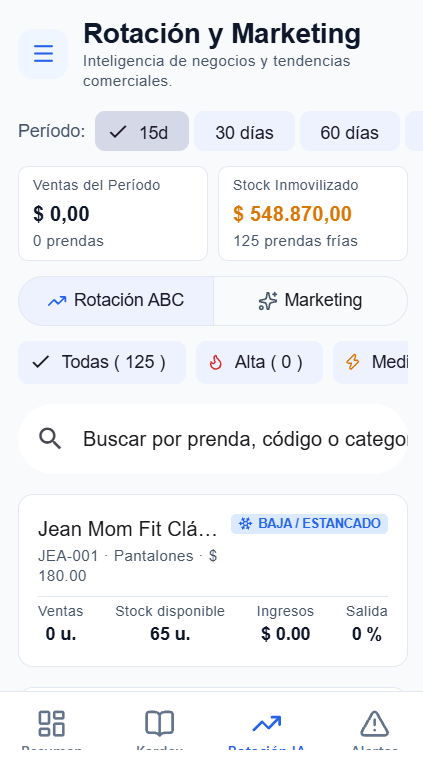 Rotación y Marketing
Inteligencia de negocios y tendencias
comerciales.
Período:
15d
30 días
60 días
Ventas del Período
$ 0,00
0 prendas
Stock Inmovilizado
$ 548.870,00
125 prendas frías
Rotación ABC
Marketing
Todas ( 125 )
Alta ( 0 )
Medi
Buscar por prenda, código o categor
Jean Mom Fit Clá...
BAJA / ESTANCADO
JEA-001 · Pantalones · $
180.00
Ventas
0 u.
Stock disponible
65 u.
Ingresos
$ 0.00
Salida
0 %
Resumen
Kardex
Rotación IA
Alertas